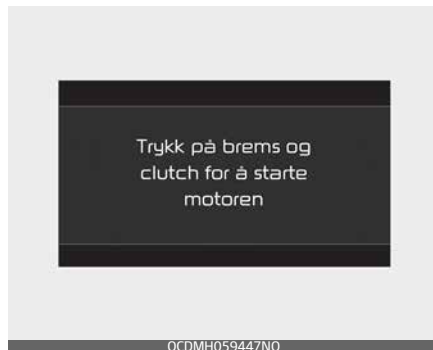 Trykk på brems og
clutch for å starte
motoren
OCDMH059447NO